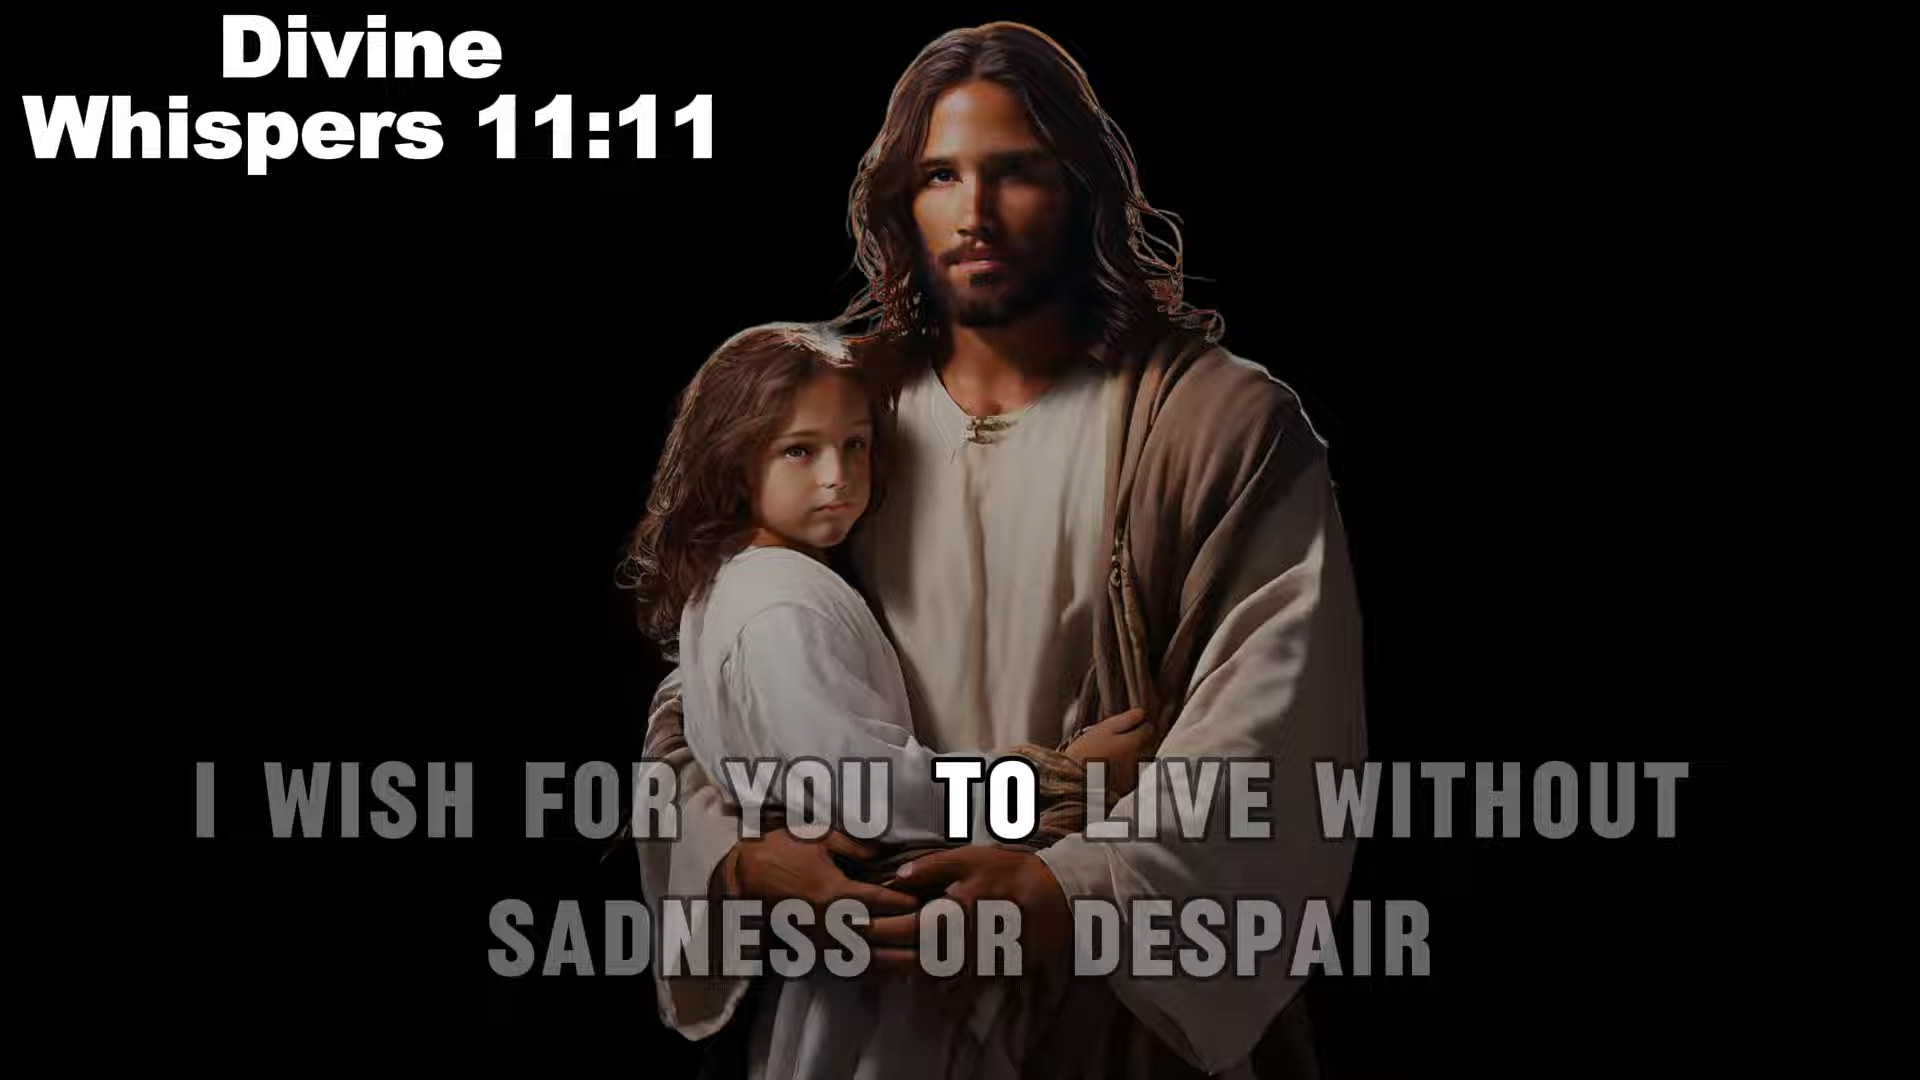 Divine
Whispers 11:11
I WISH FOR YOU TO LIVE WITHOUT
SADNESS OR DESPAIR